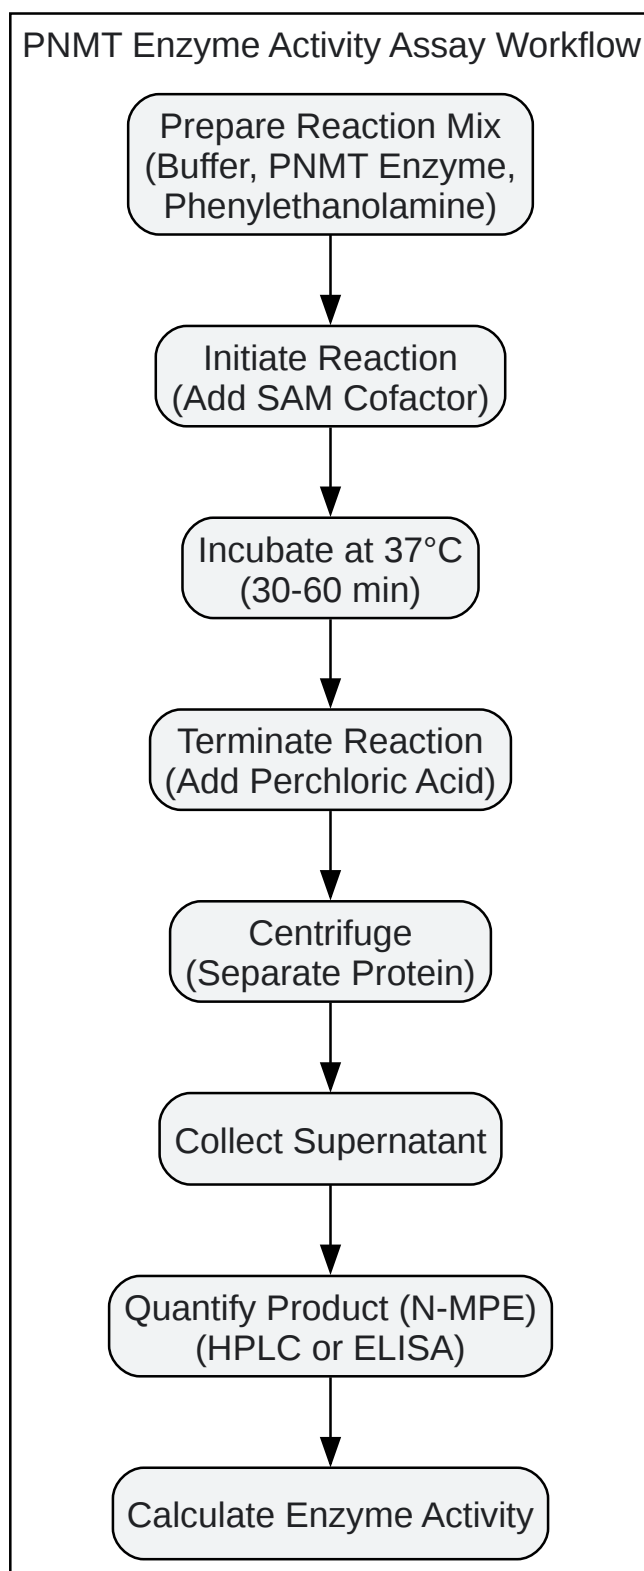 PNMT Enzyme Activity Assay Workflow
Prepare Reaction Mix
(Buffer, PNMT Enzyme,
Phenylethanolamine)
Initiate Reaction
(Add SAM Cofactor)
Incubate at 37°C
(30-60 min)
Terminate Reaction
(Add Perchloric Acid)
Centrifuge
(Separate Protein)
Collect Supernatant
Quantify Product (N-MPE)
(HPLC or ELISA)
Calculate Enzyme Activity